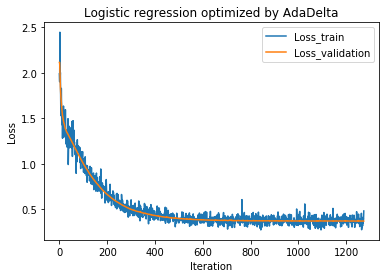 Logistic regression optimized by AdaDelta
Loss_train
Loss_validation
2.5
2.0
1.5
1.0
0.5
Loss
0
200
400
600
800
1000
1200
Iteration